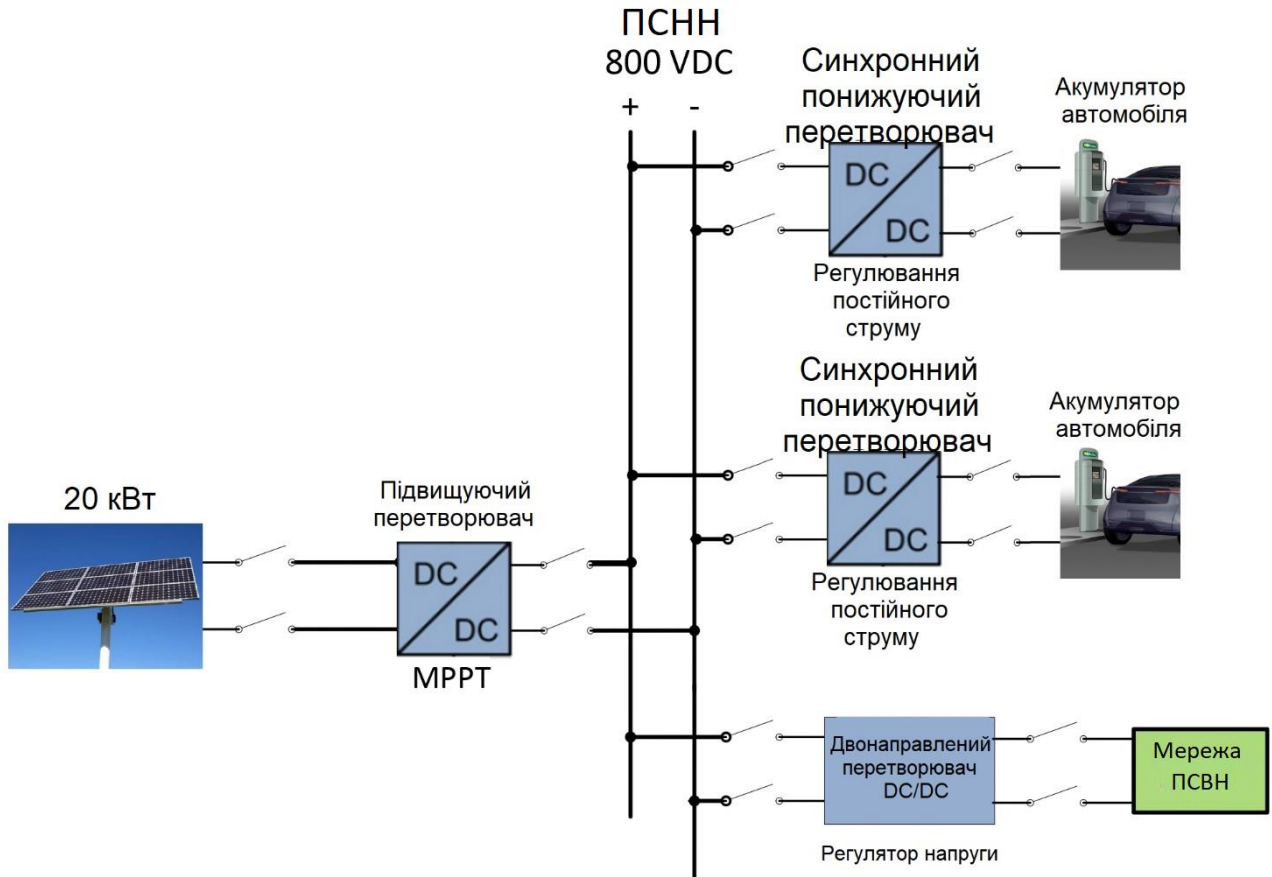 ПСНН
800 VDC
+ -
Синхронний
понижуючий
перетворювач
Акумулятор
автомобіля
DC
DC
Регулювання
постійного
струму
Синхронний
понижуючий
перетворювач
Акумулятор
автомобіля
DC
DC
Регулювання
постійного
струму
20 кВт
Підвищуючий
перетворювач
DC
DC
MPPT
Двонаправлений
перетворювач
DC/DC
Мережа
ПСВН
Регулятор напруги